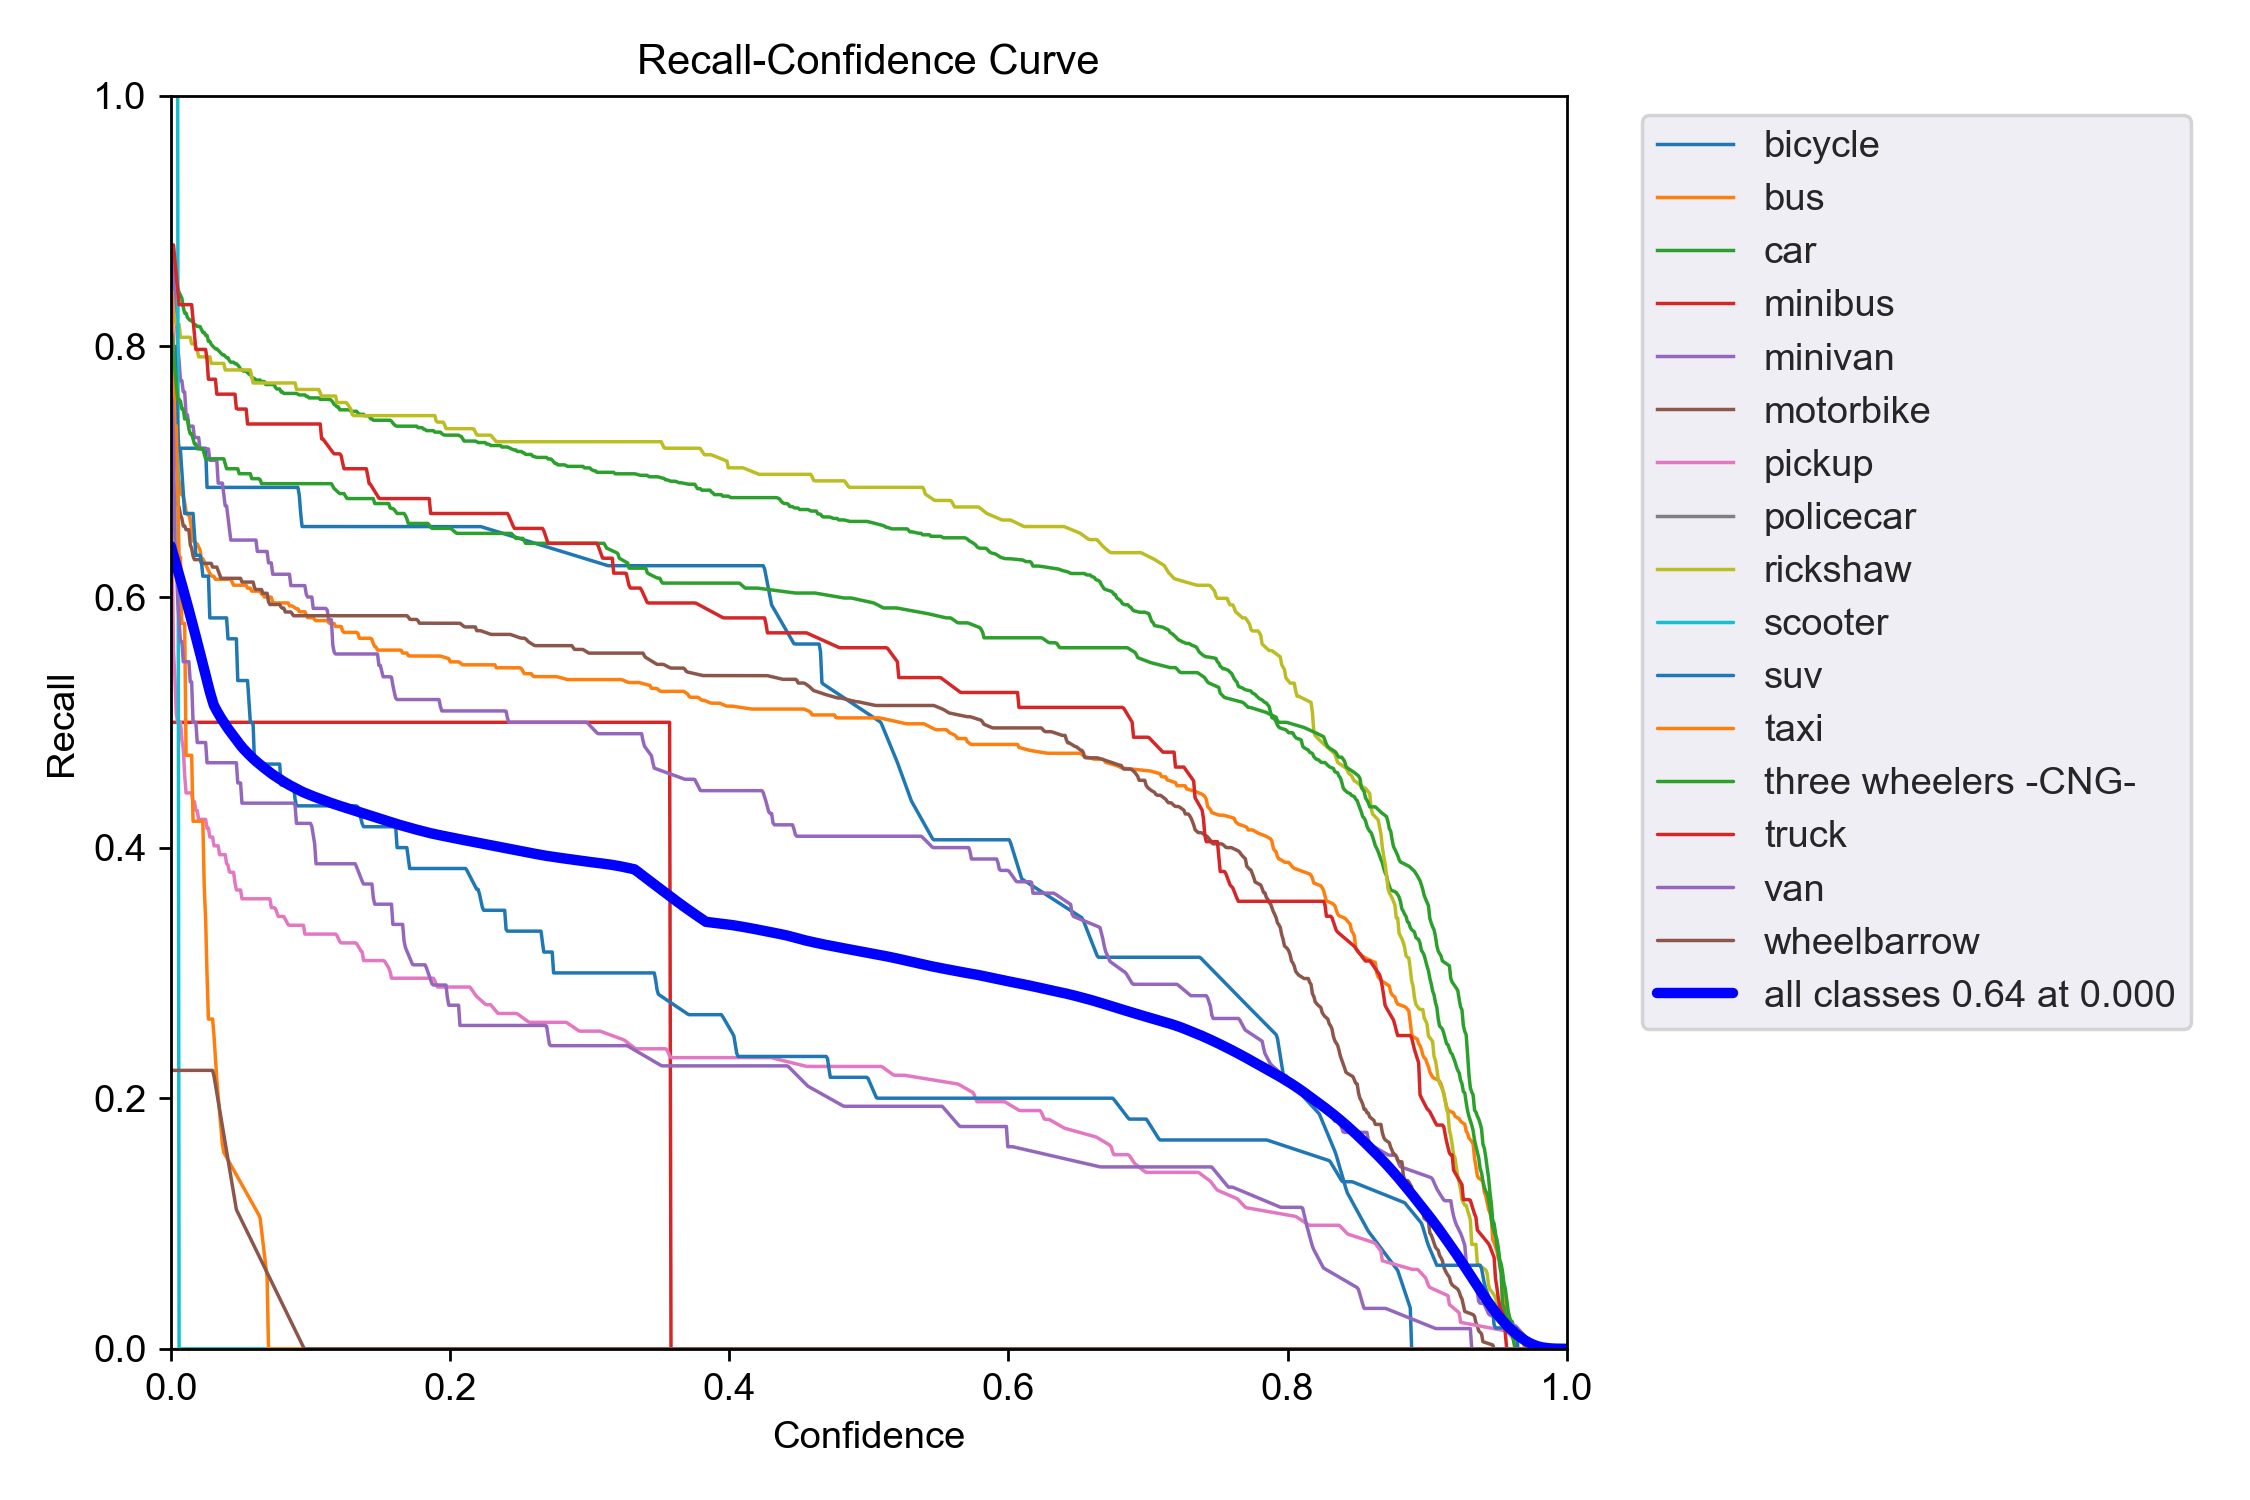 Recall-Confidence Curve
1.0
0.8
0.6
0.4
0.2
0.0
Recall
0.0 0.2 0.4 0.6 0.8 1.0
Confidence
bicycle
bus
car
minibus
minivan
motorbike
pickup
policecar
rickshaw
scooter
suv
taxi
three wheelers -CNG-
truck
van
wheelbarrow
all classes 0.64 at 0.000